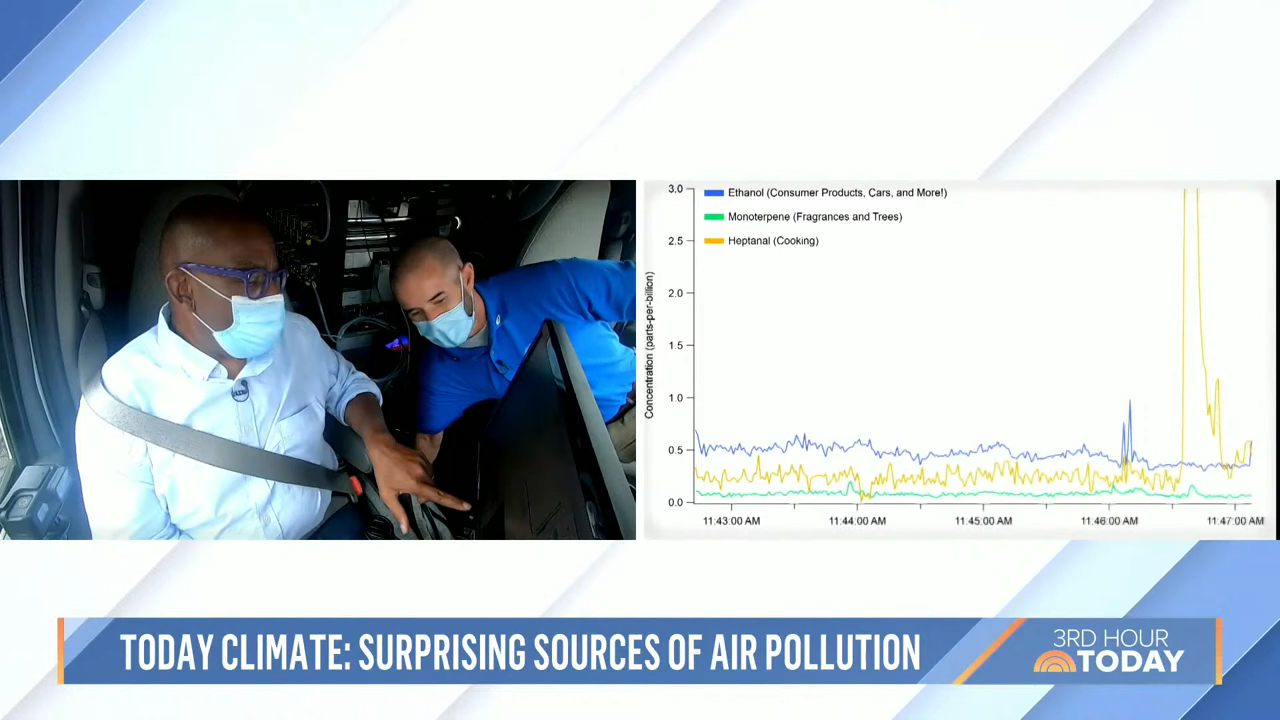 3.0
Ethanol (Consumer Products, Cars, and More!)
Monoterpene (Fragrances and Trees)
2.5
Heptanal (Cooking)
2.0
1.5
1.0
0.5
0.0
Concentration (parts-per-billion)
11:43:00 AM 11:44:00 AM 11:45:00 AM 11:46:00 AM 11:47:00 AM
TODAY CLIMATE: SURPRISING SOURCES OF AIR POLLUTION
3RD HOUR
TODAY